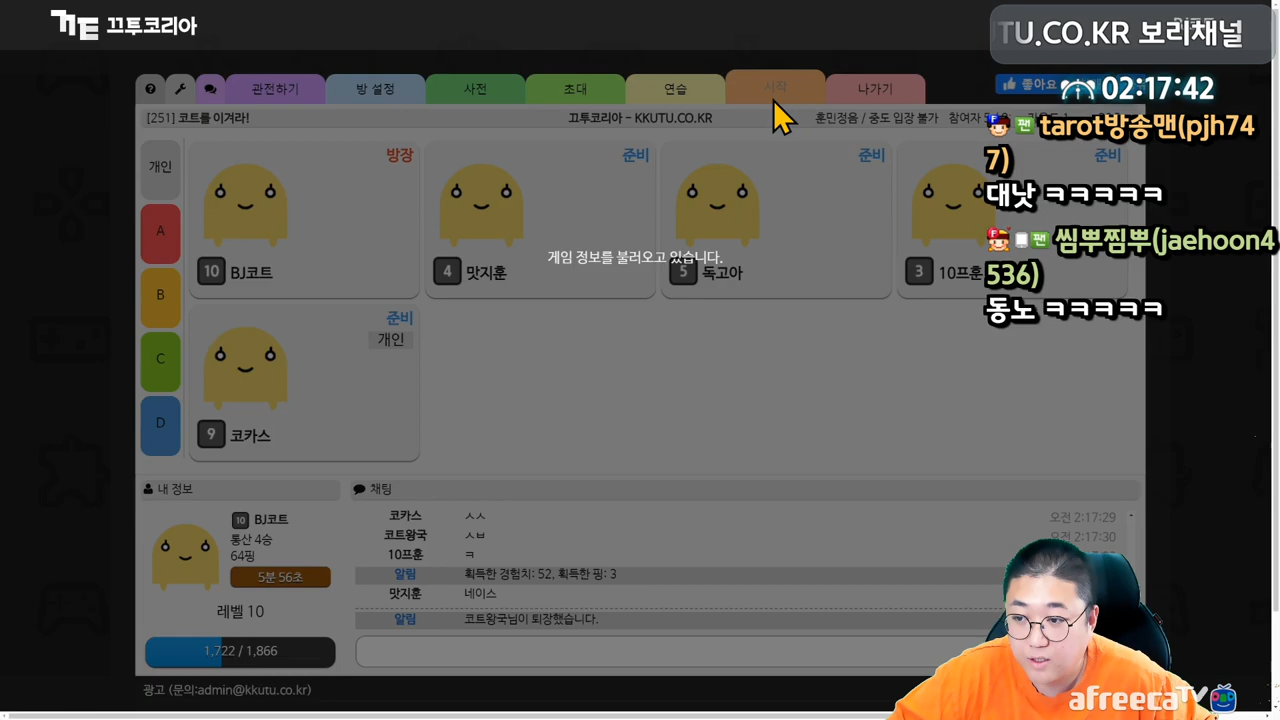 끄투코리아
TU.CO.KR 보리채널
관전하기
방 설정
사전
초대
연습
시작
나가기
좋아요
02:17:42
[251] 코트를 이겨라!
끄투코리아 - KKUTU.CO.KR
훈민정음 / 중도 입장 불가
참여자
tarot방송맨(pjh74
7)
대낫 ㅋㅋㅋㅋㅋ
씸뿌찜뿌(jaehoon4
536)
동노 ㅋㅋㅋㅋㅋ
개인
A
B
C
D
방장
10 BJ코트
준비
4 맛지훈
준비
5 독고아
준비
3 10프훈
게임 정보를 불러오고 있습니다.
준비
개인
9 코카스
내 정보
10 BJ코트
통산 4승
64핑
5분 56초
레벨 10
1,722 / 1,866
채팅
코카스 ㅅㅅ 오전 2:17:29
코트왕국 ㅅㅂ 오전 2:17:30
10프훈 ㅋ
알림 획득한 경험치: 52, 획득한 핑: 3
맛지훈 네이스
알림 코트왕국님이 퇴장했습니다.
광고 (문의:admin@kkutu.co.kr)
afreecaTV